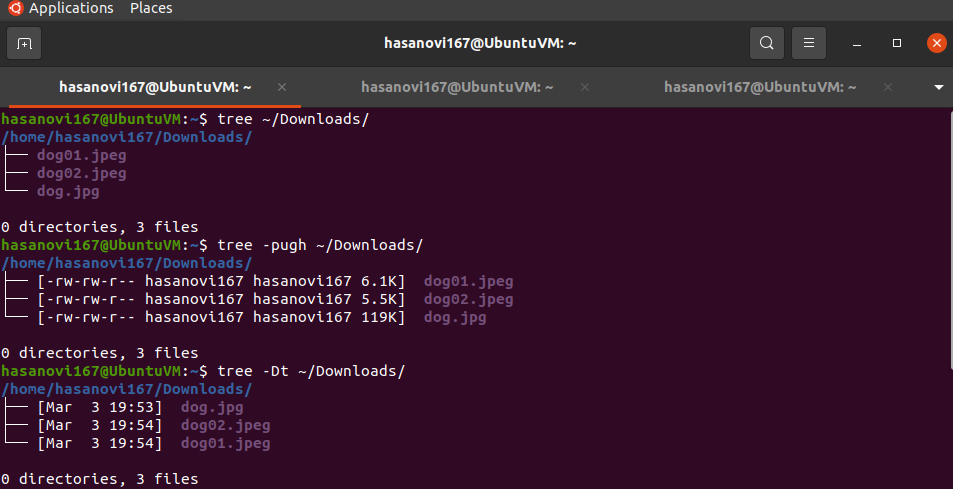 Applications Places
hasanovi167@UbuntuVM: ~
hasanovi167@UbuntuVM: ~ × hasanovi167@UbuntuVM: ~ × hasanovi167@UbuntuVM: ~ ×
hasanovi167@UbuntuVM:~$ tree ~/Downloads/
/home/hasanovi167/Downloads/
├── dog01.jpeg
├── dog02.jpeg
└── dog.jpg
0 directories, 3 files
hasanovi167@UbuntuVM:~$ tree -pugh ~/Downloads/
/home/hasanovi167/Downloads/
├── [-rw-rw-r-- hasanovi167 hasanovi167 6.1K]  dog01.jpeg
├── [-rw-rw-r-- hasanovi167 hasanovi167 5.5K]  dog02.jpeg
└── [-rw-rw-r-- hasanovi167 hasanovi167 119K]  dog.jpg
0 directories, 3 files
hasanovi167@UbuntuVM:~$ tree -Dt ~/Downloads/
/home/hasanovi167/Downloads/
├── [Mar  3 19:53]  dog.jpg
├── [Mar  3 19:54]  dog02.jpeg
└── [Mar  3 19:54]  dog01.jpeg
0 directories, 3 files